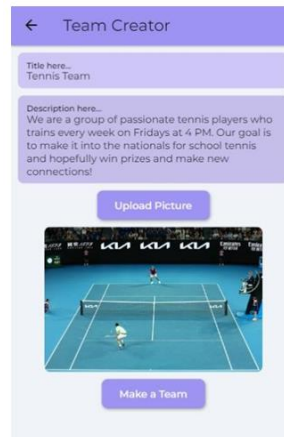 Team Creator
Title here...
Tennis Team
Description here...
We are a group of passionate tennis players who
trains every week on Fridays at 4 PM. Our goal is
to make it into the nationals for school tennis
and hopefully win prizes and make new
connections!
Upload Picture
KIA KIA KIA
Emirates
Make a Team